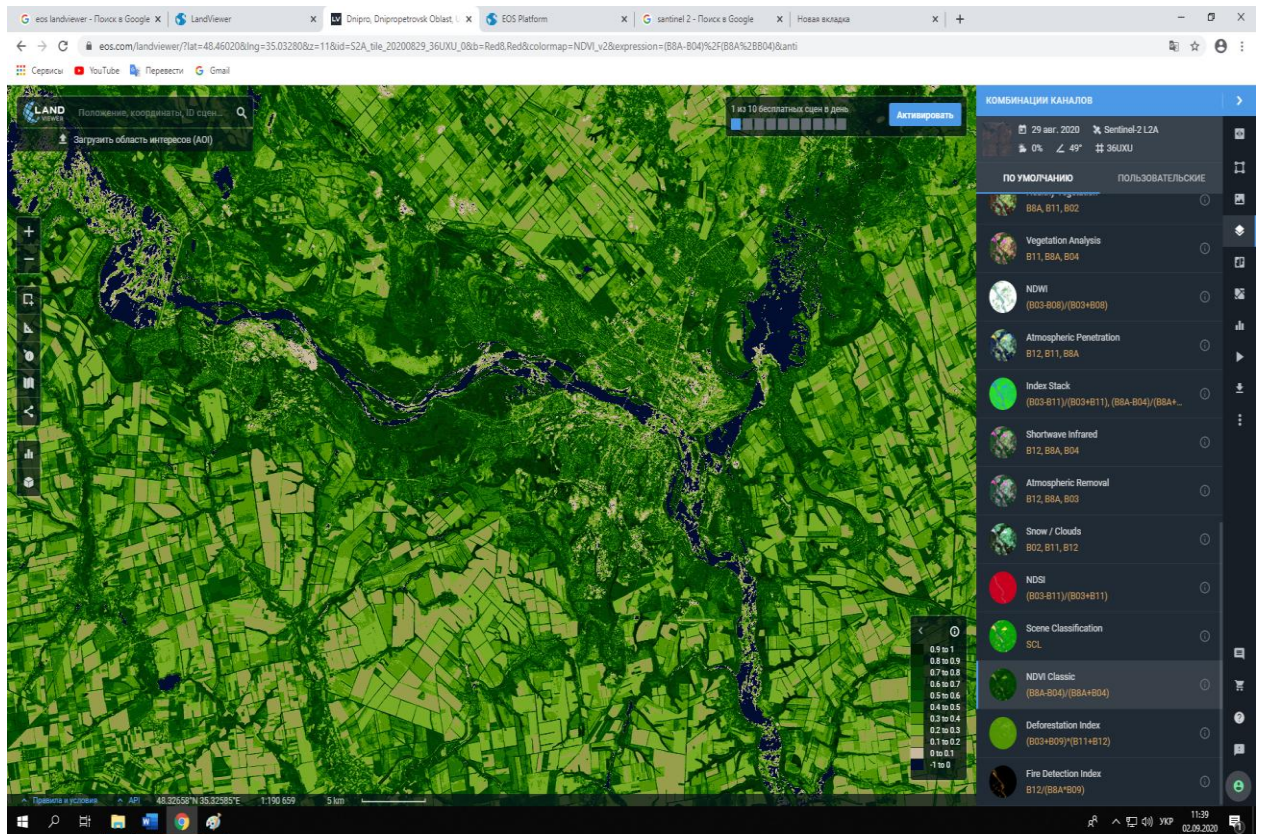 eos landviewer - Поиск в Google
LandViewer
Dnipro, Dnipropetrovsk Oblast, U
EOS Platform
santinel 2 - Поиск в Google
Новая вкладка
eos.com/landviewer/?lat=48.46020&lng=35.03280&z=11&id=S2A_tile_20200829_36UXU_0&b=Red8.Red&colormap=NDVI_v2&expression=(B8A-B04)%2F(B8A%2BB04)&anti
Сервисы
YouTube
Перевести
Gmail
LAND
VIEWER
Положение, координаты, ID сцен...
Загрузить область интересов (AOI)
1 из 10 бесплатных сцен в день
Активировать
КОМБИНАЦИИ КАНАЛОВ
29 авг. 2020 Sentinel-2 L2A
0% 49° 36UXU
ПО УМОЛЧАНИЮ ПОЛЬЗОВАТЕЛЬСКИЕ
B8A, B11, B02
Vegetation Analysis
B11, B8A, B04
NDWI
(B03-B08)/(B03+B08)
Atmospheric Penetration
B12, B11, B8A
Index Stack
(B03-B11)/(B03+B11), (B8A-B04)/(B8A+...
Shortwave Infrared
B12, B8A, B04
Atmospheric Removal
B12, B8A, B03
Snow / Clouds
B02, B11, B12
NDSI
(B03-B11)/(B03+B11)
Scene Classification
SCL
NDVI Classic
(B8A-B04)/(B8A+B04)
Deforestation Index
(B03+B09)*(B11+B12)
Fire Detection Index
B12/(B8A*B09)
0.9 to 1
0.8 to 0.9
0.7 to 0.8
0.6 to 0.7
0.5 to 0.6
0.4 to 0.5
0.3 to 0.4
0.2 to 0.3
0.1 to 0.2
0 to 0.1
-1 to 0
Правила и условия API 48.32658°N 35.32585°E 1:190 659 5 km
УКР
11:39
02.09.2020